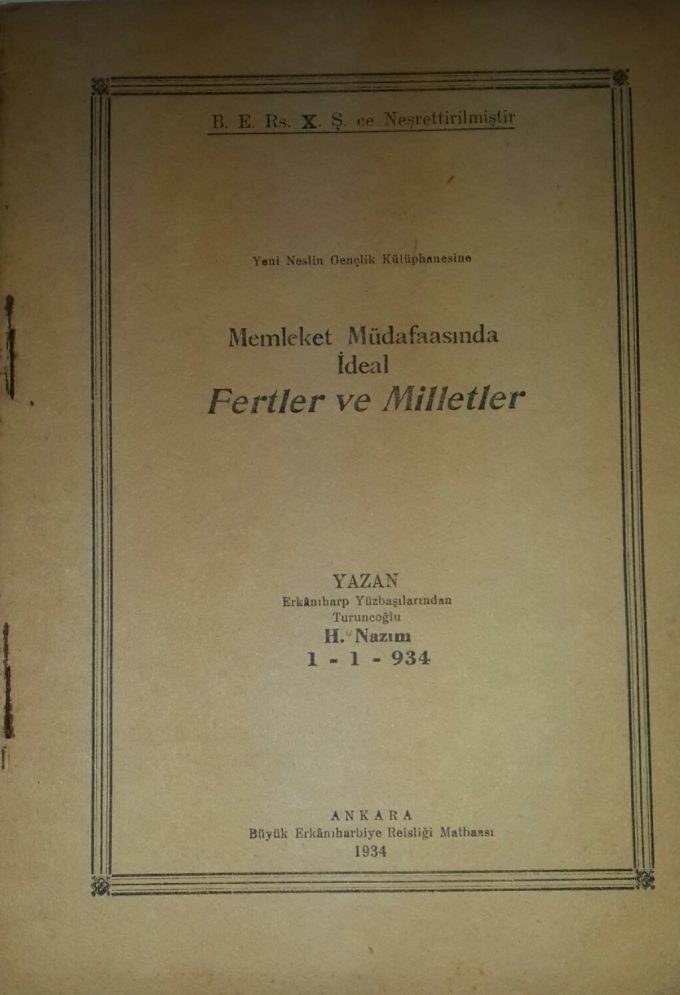 B. E. Rs. X. Ş. ce Neşrettirilmiştir
Yeni Neslin Gençlik Kütüphanesine
Memleket Müdafaasında
İdeal
Fertler ve Milletler
YAZAN
Erkânıharp Yüzbaşılarından
Turuncoğlu
H. Nazım
1 - 1 - 934
ANKARA
Büyük Erkânıharbiye Reisliği Matbaası
1934